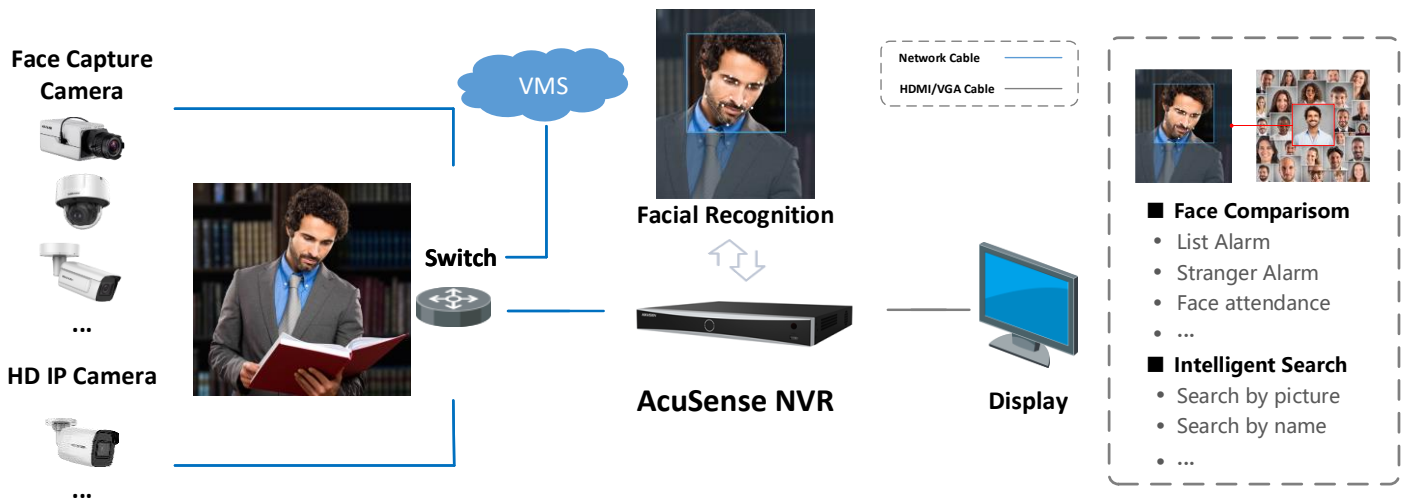 Face Capture
Camera
...
HD IP Camera
...
VMS
Switch
Facial Recognition
AcuSense NVR
Network Cable
HDMI/VGA Cable
Display
■ Face Comparisom
• List Alarm
• Stranger Alarm
• Face attendance
• ...
■ Intelligent Search
• Search by picture
• Search by name
• ...